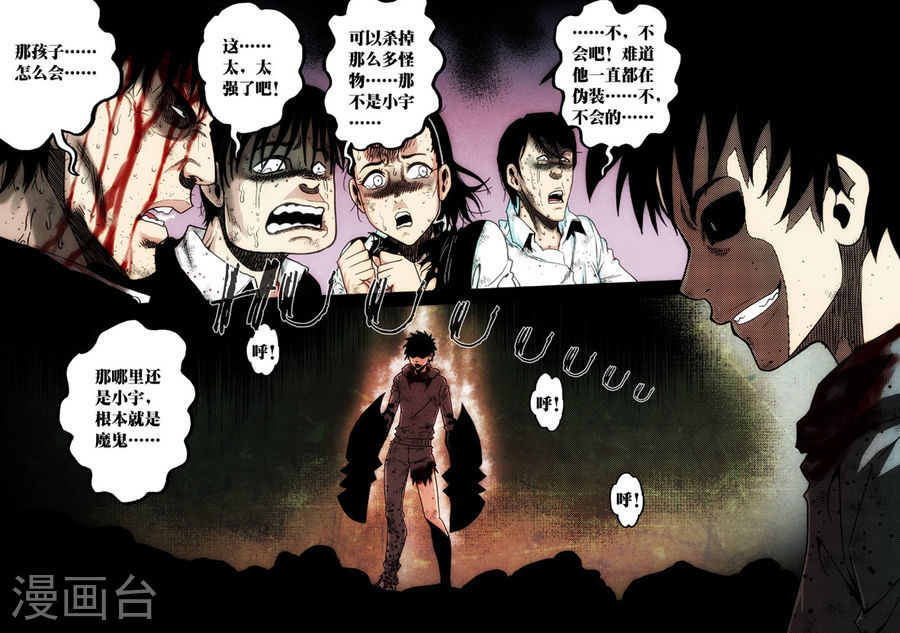 那孩子……
怎么会……
这……
太，太
强了吧！
可以杀掉
那么多怪
物……那
不是小宇
……
……不，不
会吧！难道
他一直都在
伪装……不，
不会的……
HUUUUUUUU
呼！
呼！
呼！
那哪里还
是小宇，
根本就是
魔鬼……
漫画台